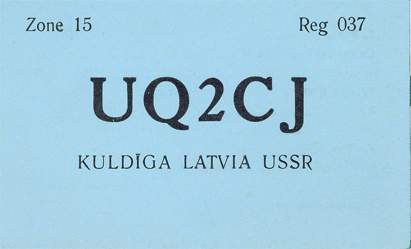 Zone 15 Reg 037
UQ2CJ
KULDĪGA LATVIA USSR